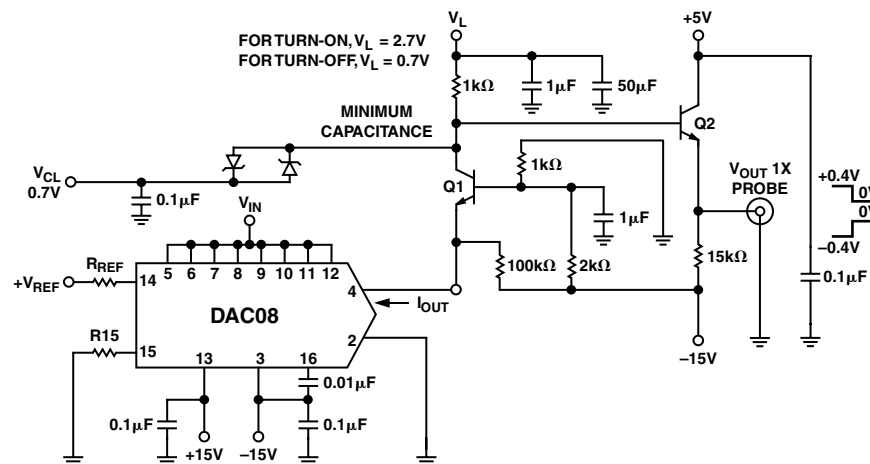 FOR TURN-ON, VL = 2.7V
FOR TURN-OFF, VL = 0.7V
VL
+5V
1kΩ
1μF
50μF
MINIMUM
CAPACITANCE
Q2
VCL
0.7V
0.1μF
Q1
1kΩ
VOUT 1X
PROBE
+0.4V
0V
0V
–0.4V
VIN
1μF
5 6 7 8 9 10 11 12
100kΩ
2kΩ
15kΩ
0.1μF
+VREF
RREF
14
4
IOUT
DAC08
R15
15
2
–15V
13
3
16
0.01μF
0.1μF
0.1μF
+15V
–15V